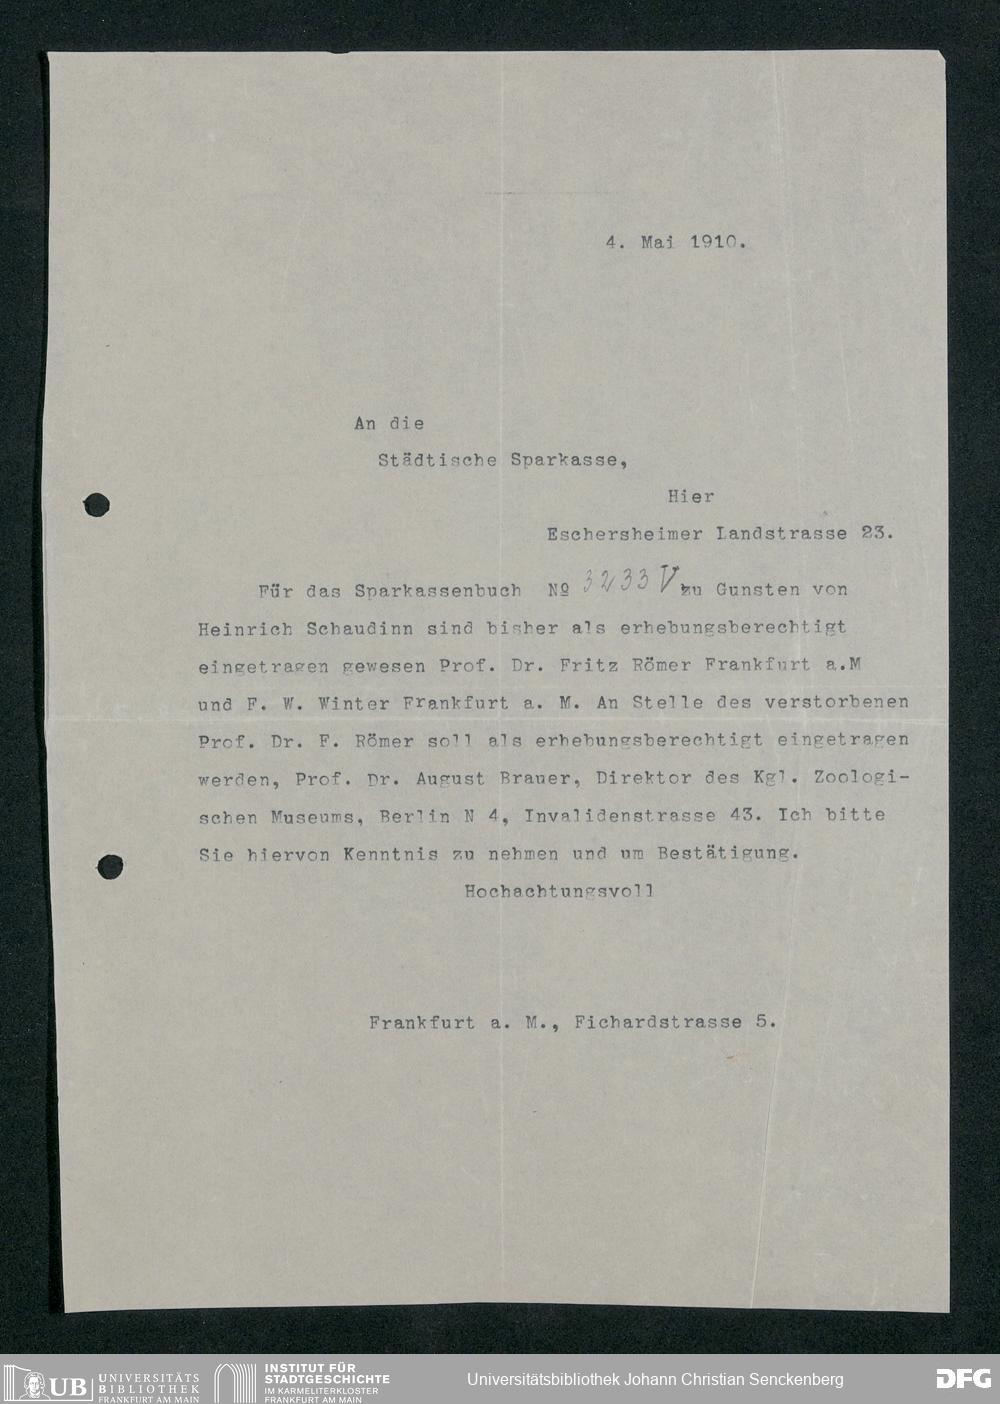 4. Mai 1910.
An die
Städtische Sparkasse,
Hier
Eschersheimer Landstrasse 23.
Für das Sparkassenbuch No 3233 V zu Gunsten von
Heinrich Schaudinn sind bisher als erhebungsberechtigt
eingetragen gewesen Prof. Dr. Fritz Römer Frankfurt a.M
und F. W. Winter Frankfurt a. M. An Stelle des verstorbenen
Prof. Dr. F. Römer soll als erhebungsberechtigt eingetragen
werden, Prof. Dr. August Brauer, Direktor des Kgl. Zoologi-
schen Museums, Berlin N 4, Invalidenstrasse 43. Ich bitte
Sie hiervon Kenntnis zu nehmen und um Bestätigung.
Hochachtungsvoll
Frankfurt a. M., Fichardstrasse 5.
UB UNIVERSITÄTS
BIBLIOTHEK
FRANKFURT AM MAIN
INSTITUT FÜR
STADTGESCHICHTE
IM KARMELITERKLOSTER
FRANKFURT AM MAIN
Universitätsbibliothek Johann Christian Senckenberg
DFG